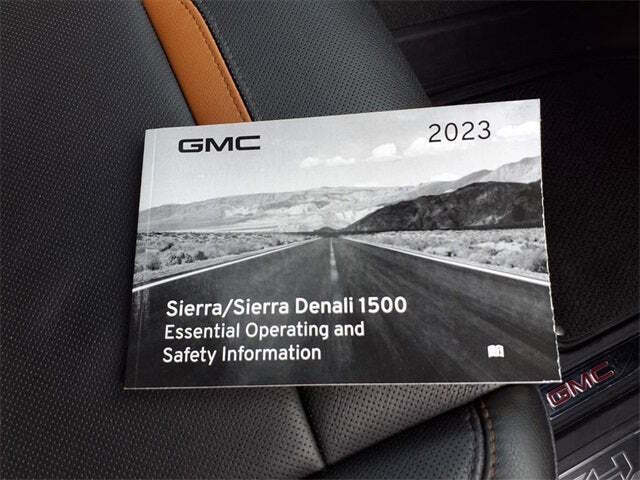 GMC
2023
Sierra/Sierra Denali 1500
Essential Operating and
Safety Information
GMC